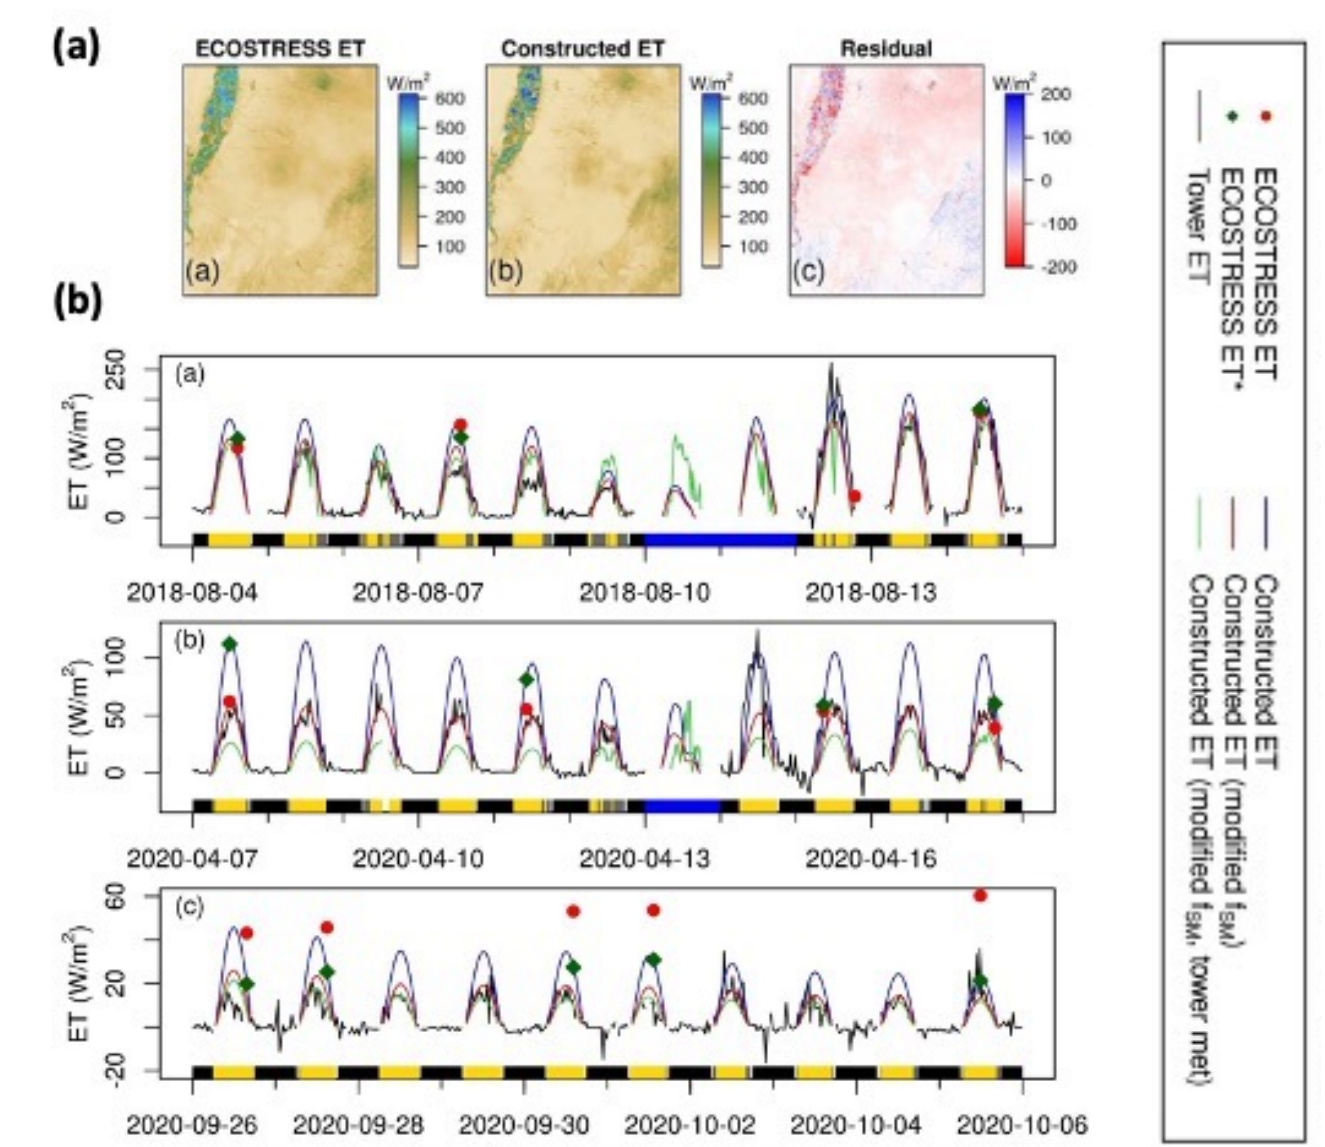 (a)
ECOSTRESS ET
Constructed ET
Residual
W/m²
600
500
400
300
200
100
(a)
W/m²
600
500
400
300
200
100
(b)
W/m²
200
100
0
-100
-200
(c)
(b)
(a)
ET (W/m²)
250
100
0
2018-08-04
2018-08-07
2018-08-10
2018-08-13
(b)
ET (W/m²)
100
50
0
2020-04-07
2020-04-10
2020-04-13
2020-04-16
(c)
ET (W/m²)
60
20
-20
2020-09-26
2020-09-28
2020-09-30
2020-10-02
2020-10-04
2020-10-06
ECOSTRESS ET
ECOSTRESS ET*
Tower ET
Constructed ET
Constructed ET (modified fSM)
Constructed ET (modified fSM, tower met)